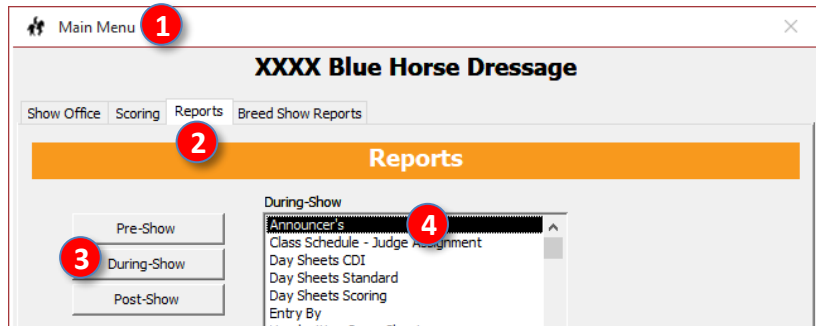 Main Menu 1
XXXX Blue Horse Dressage
Show Office Scoring Reports Breed Show Reports
2
Reports
During-Show
Pre-Show
Announcer's 4
Class Schedule - Judge Assignment
3 During-Show
Day Sheets CDI
Day Sheets Standard
Post-Show
Day Sheets Scoring
Entry By